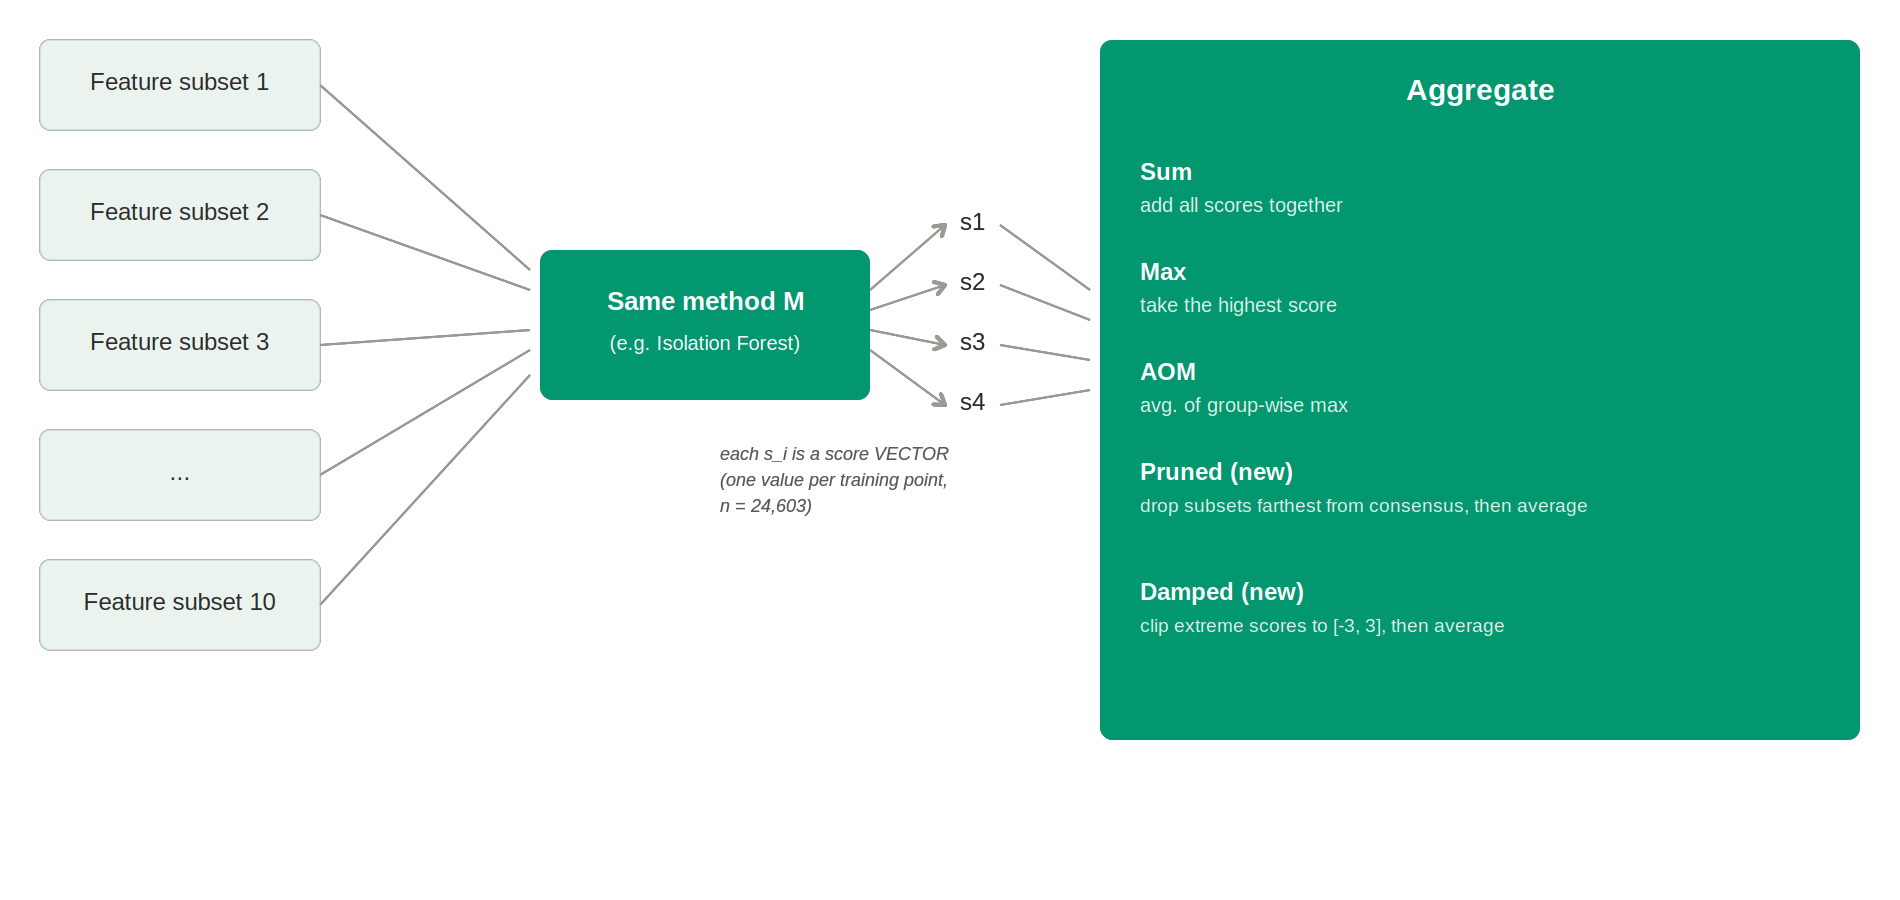 Feature subset 1
Feature subset 2
Feature subset 3
...
Feature subset 10
Same method M
(e.g. Isolation Forest)
s1
s2
s3
s4
each s_i is a score VECTOR
(one value per training point,
n = 24,603)
Aggregate
Sum
add all scores together
Max
take the highest score
AOM
avg. of group-wise max
Pruned (new)
drop subsets farthest from consensus, then average
Damped (new)
clip extreme scores to [-3, 3], then average